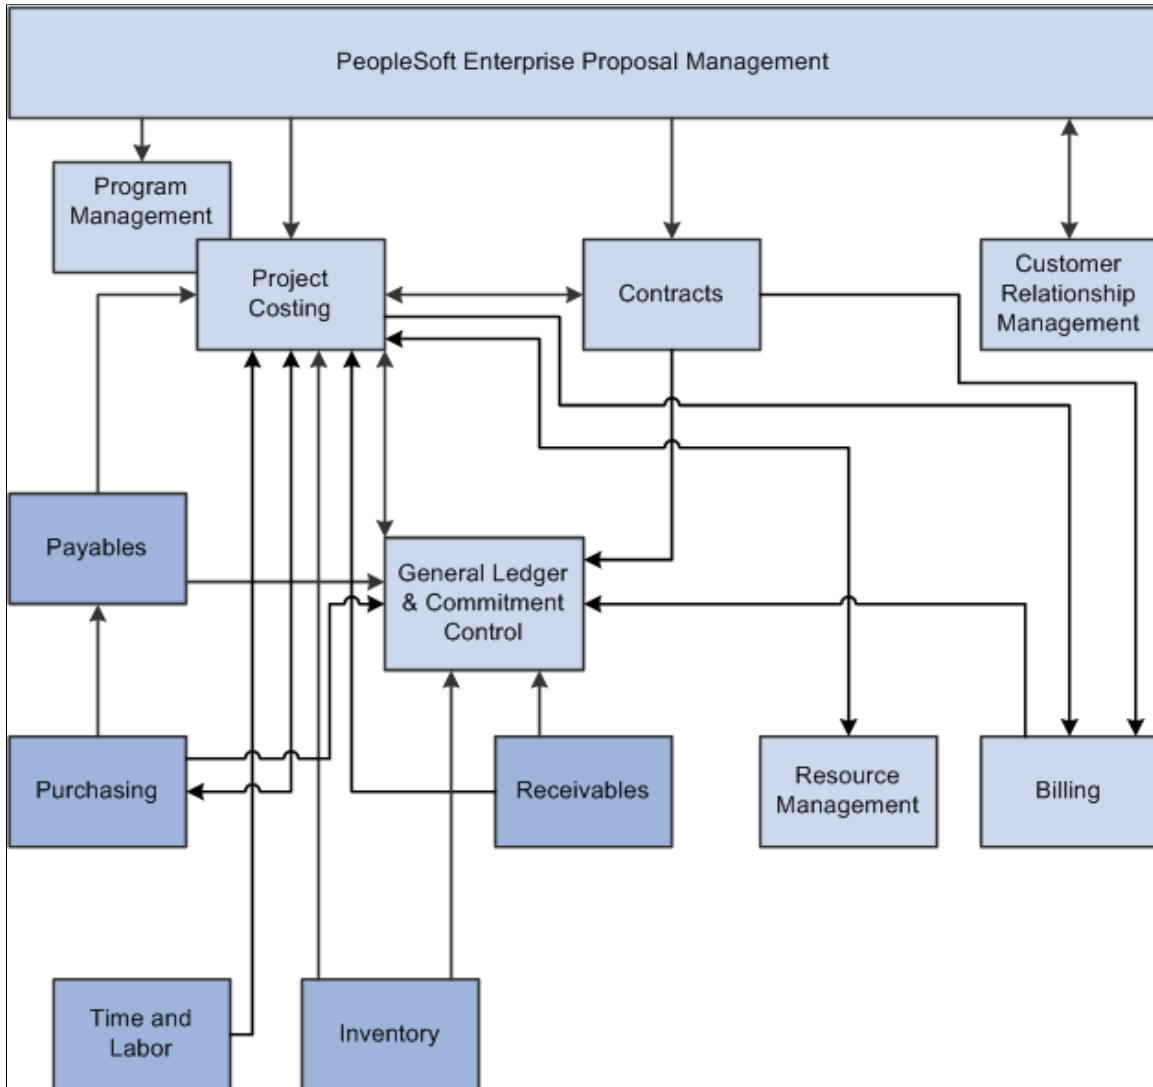 PeopleSoft Enterprise Proposal Management
Program
Management
Project
Costing
Contracts
Customer
Relationship
Management
Payables
General Ledger
& Commitment
Control
Purchasing
Receivables
Resource
Management
Billing
Time and
Labor
Inventory